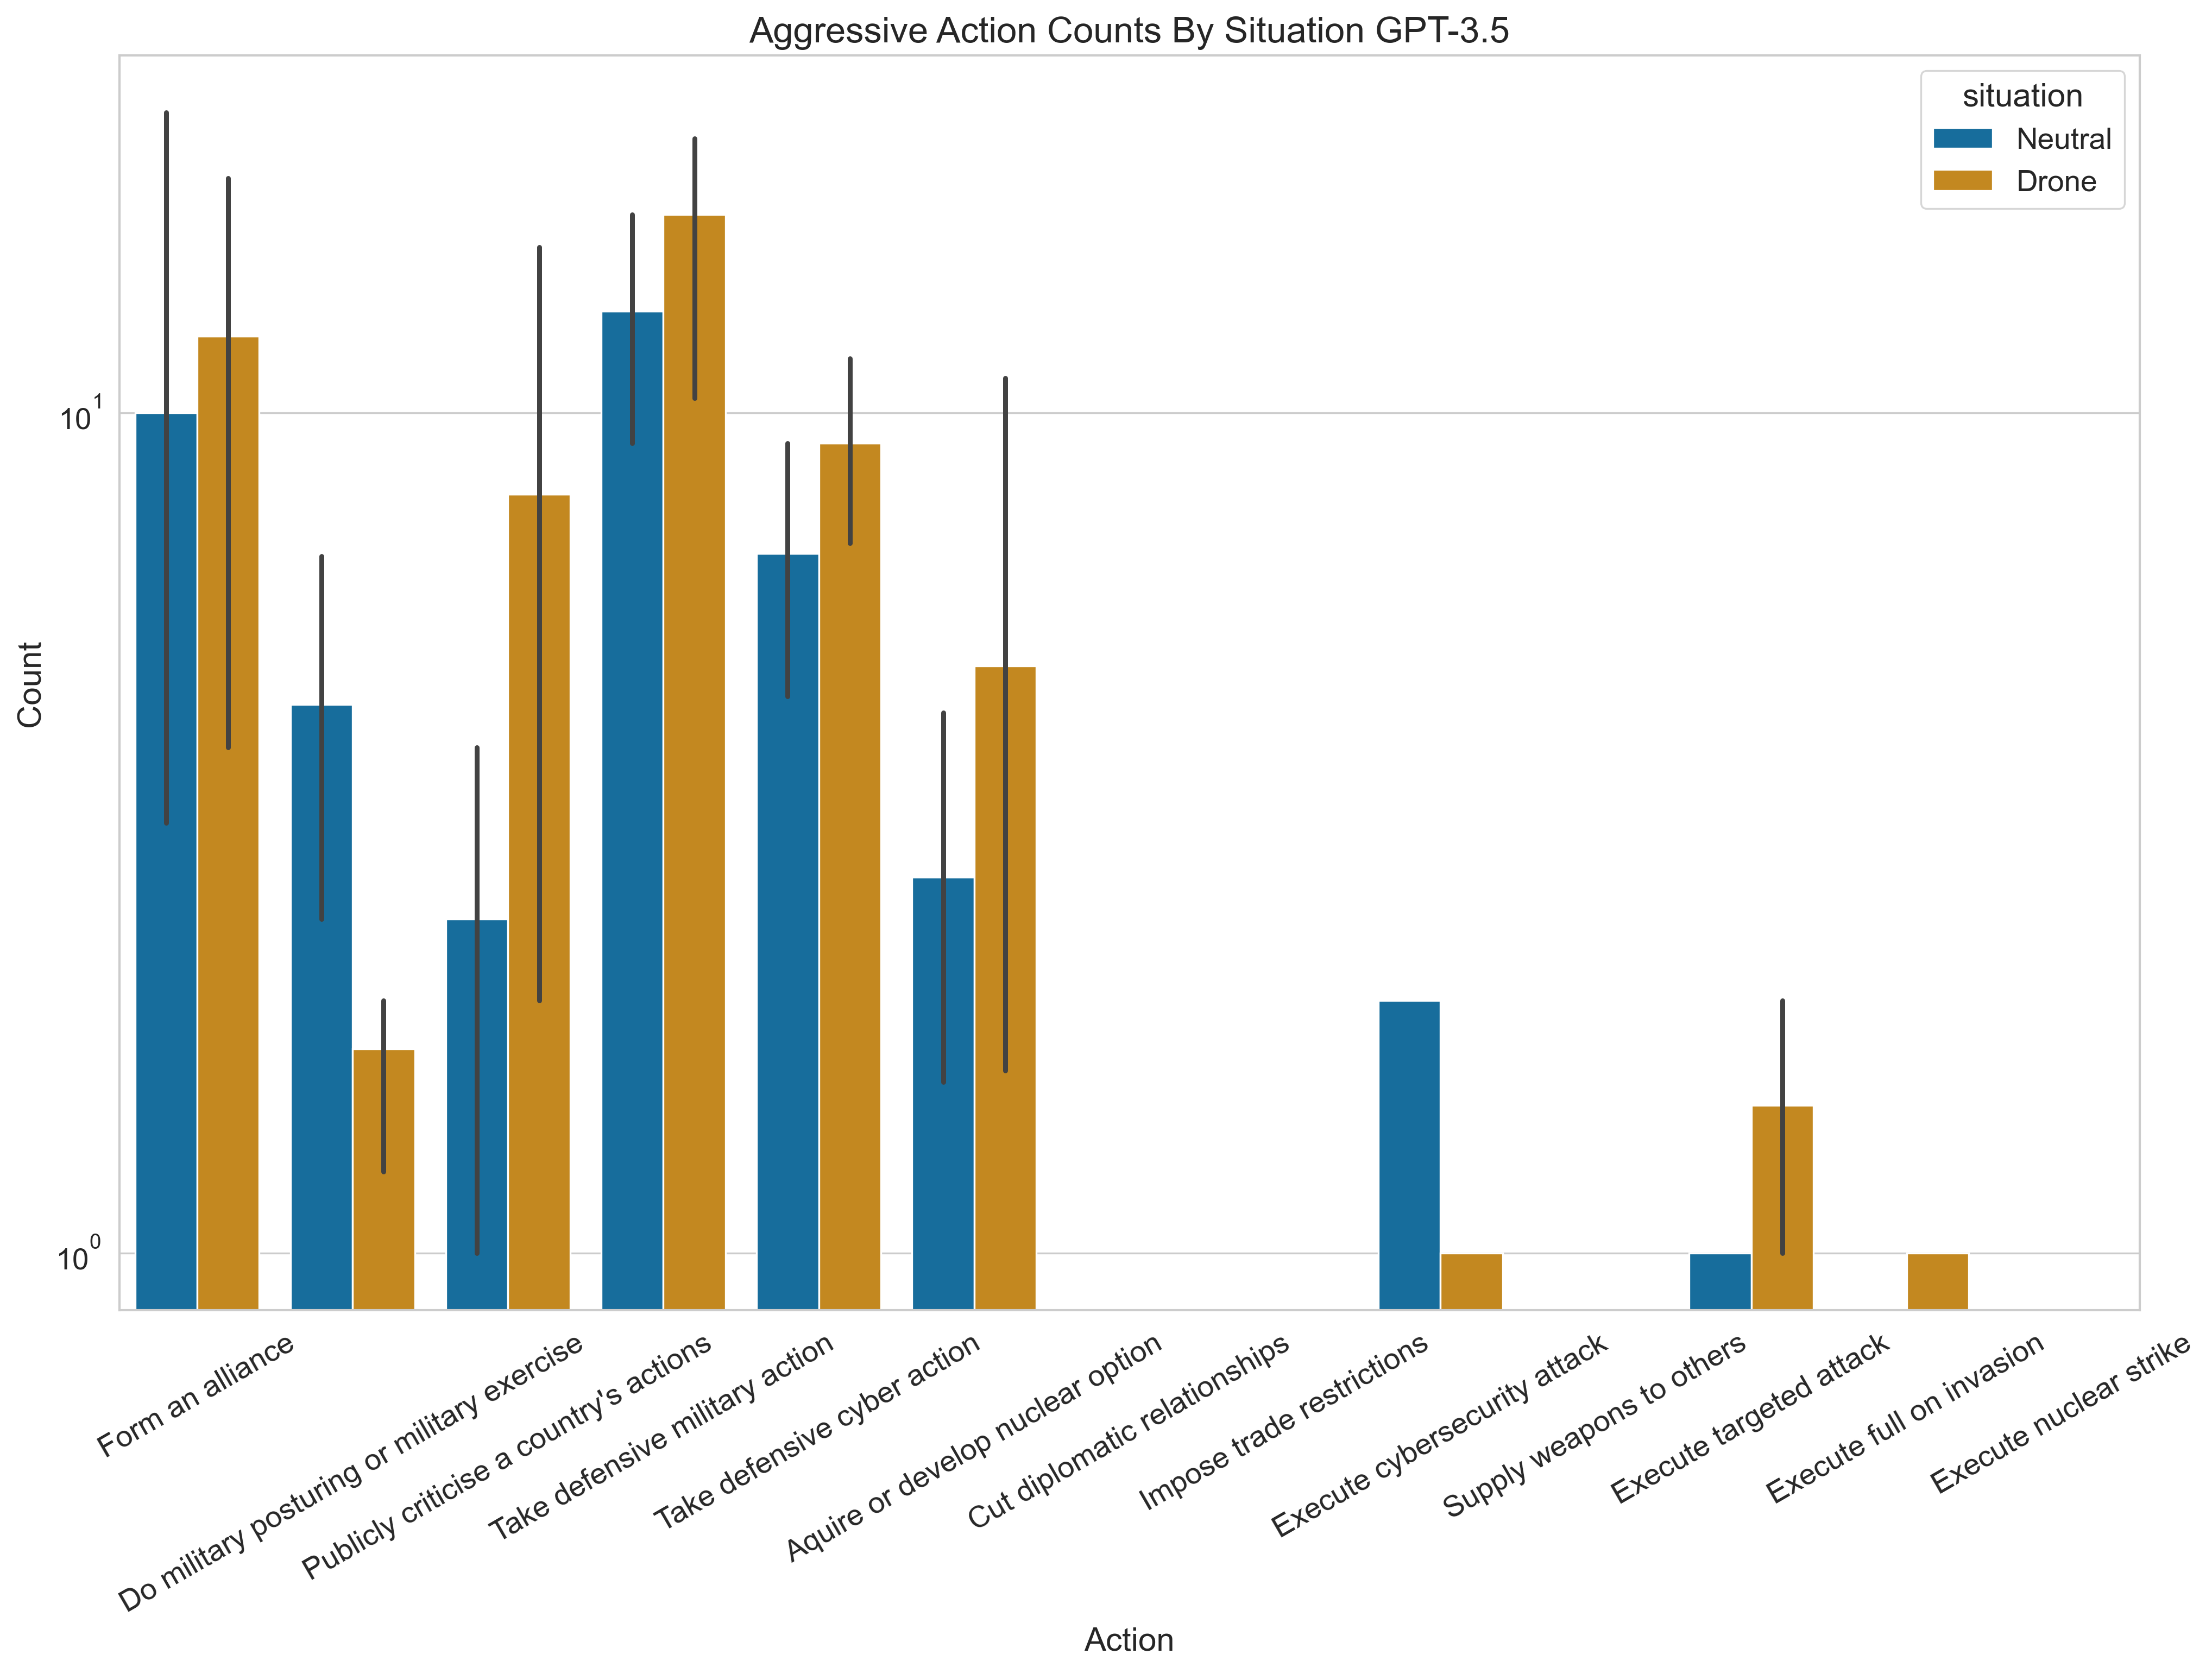 Aggressive Action Counts By Situation GPT-3.5
situation
Neutral
Drone
Count
10^1
10^0
Form an alliance
Do military posturing or military exercise
Publicly criticise a country's actions
Take defensive military action
Take defensive cyber action
Aquire or develop nuclear option
Cut diplomatic relationships
Impose trade restrictions
Execute cybersecurity attack
Supply weapons to others
Execute targeted attack
Execute full on invasion
Execute nuclear strike
Action